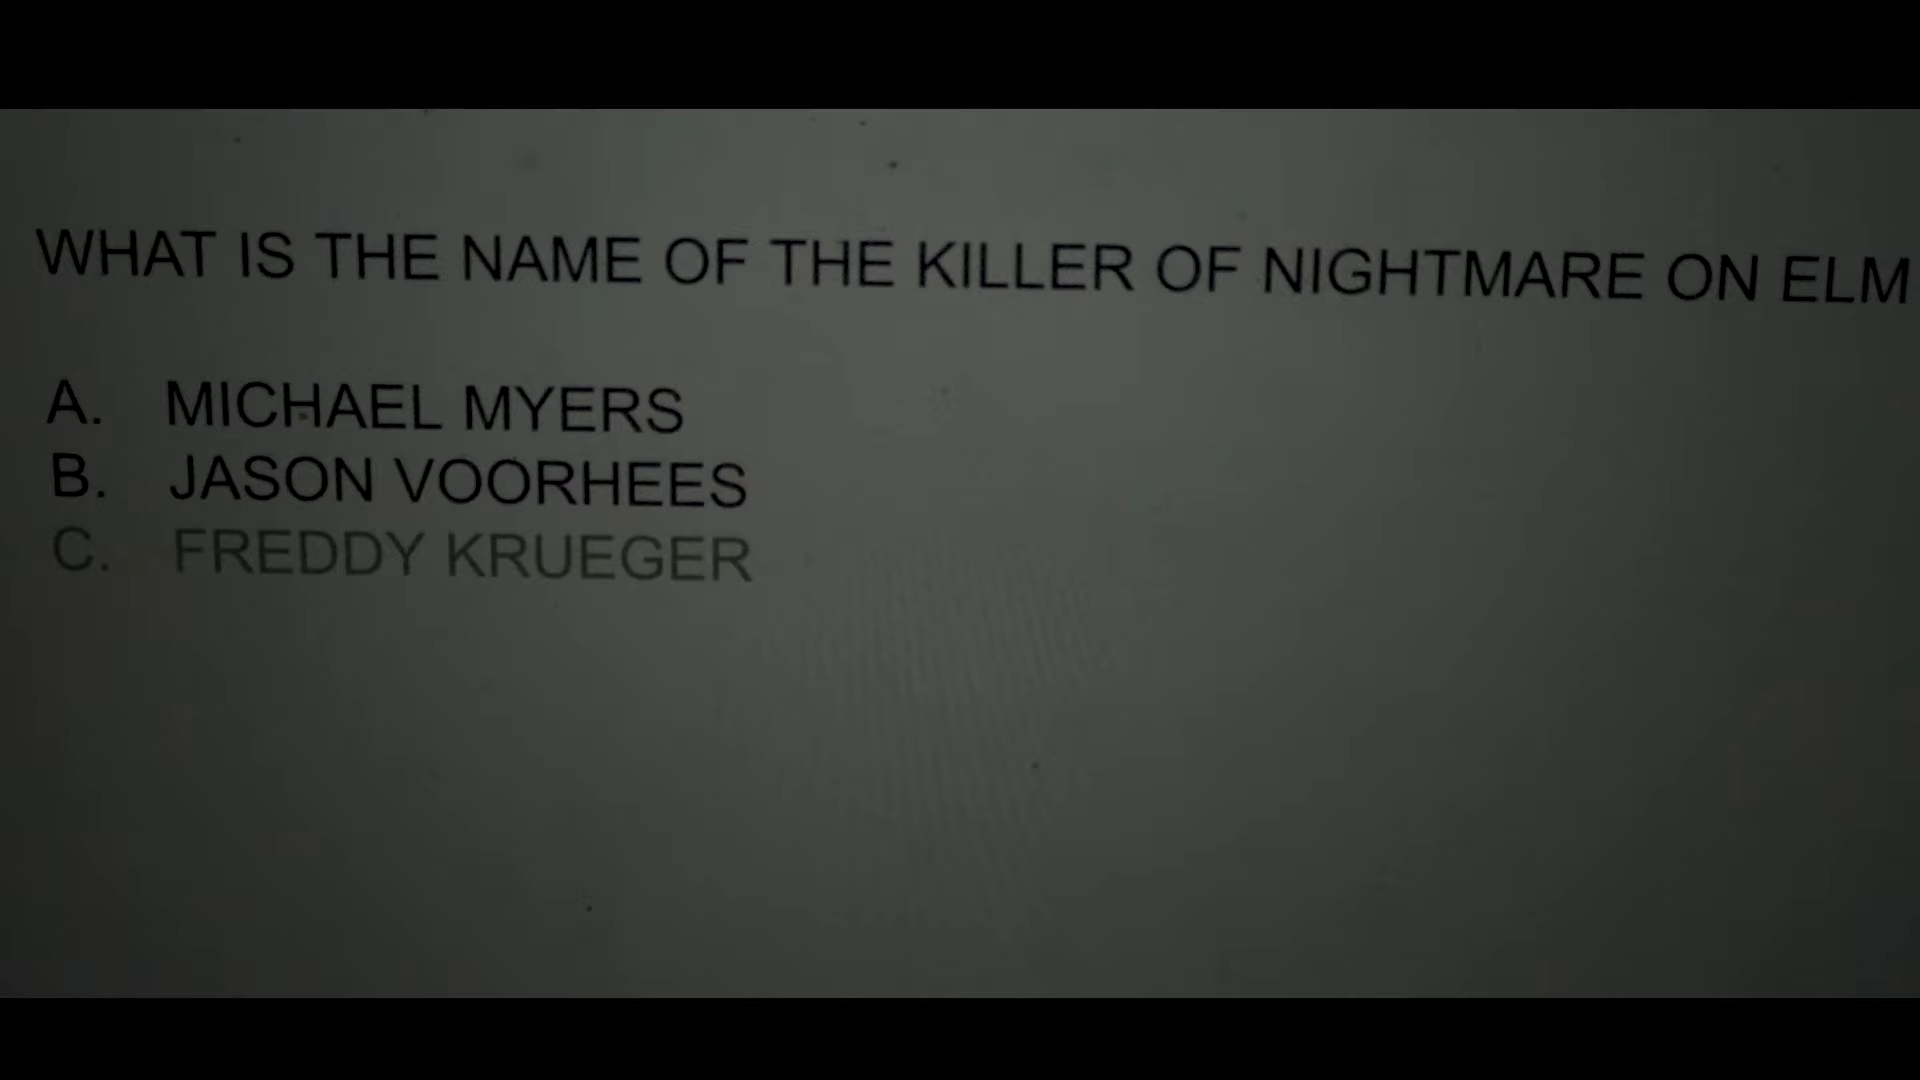 WHAT IS THE NAME OF THE KILLER OF NIGHTMARE ON ELM
A. MICHAEL MYERS
B. JASON VOORHEES
C. FREDDY KRUEGER